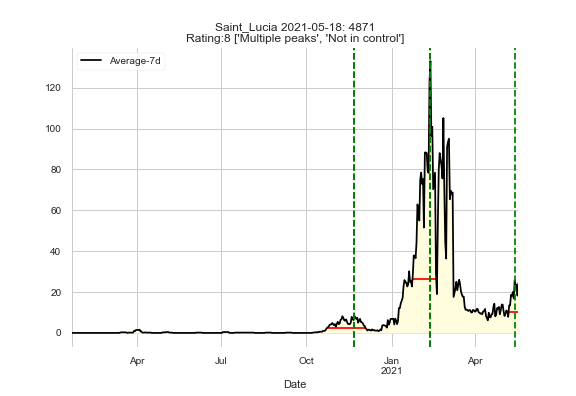 Saint_Lucia 2021-05-18: 4871
Rating:8 ['Multiple peaks', 'Not in control']
Average-7d
120
100
80
60
40
20
0
Apr
Jul
Oct
Jan
2021
Apr
Date